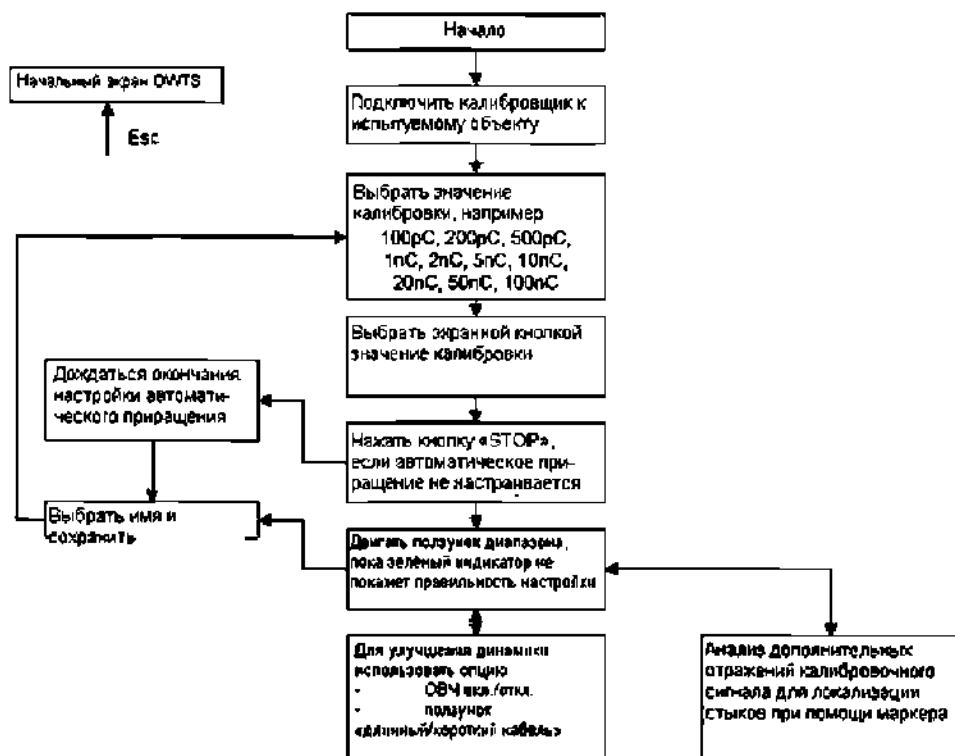 Начало
Начальный экран OWTS
Esc
Подключить калибровщик к
испытуемому объекту
Выбрать значение
калибровки, например
100pC, 200pC, 500pC,
1nC, 2nC, 5nC, 10nC,
20nC, 50nC, 100nC
Выбрать экранной кнопкой
значение калибровки
Дождаться окончания
настройки автомати-
ческого приращения
Нажать кнопку «STOP»,
если автоматическое при-
ращение не настраивается
Выбрать имя и
сохранить
Двигать ползунок диапазона,
пока зелёный индикатор не
покажет правильность настройки
Для улучшения динамики
использовать опцию
- ОВЧ вкл./откл.
- ползунок
«длинный/короткий кабель»
Анализ дополнительных
отражений калибровочного
сигнала для локализации
стыков при помощи маркера